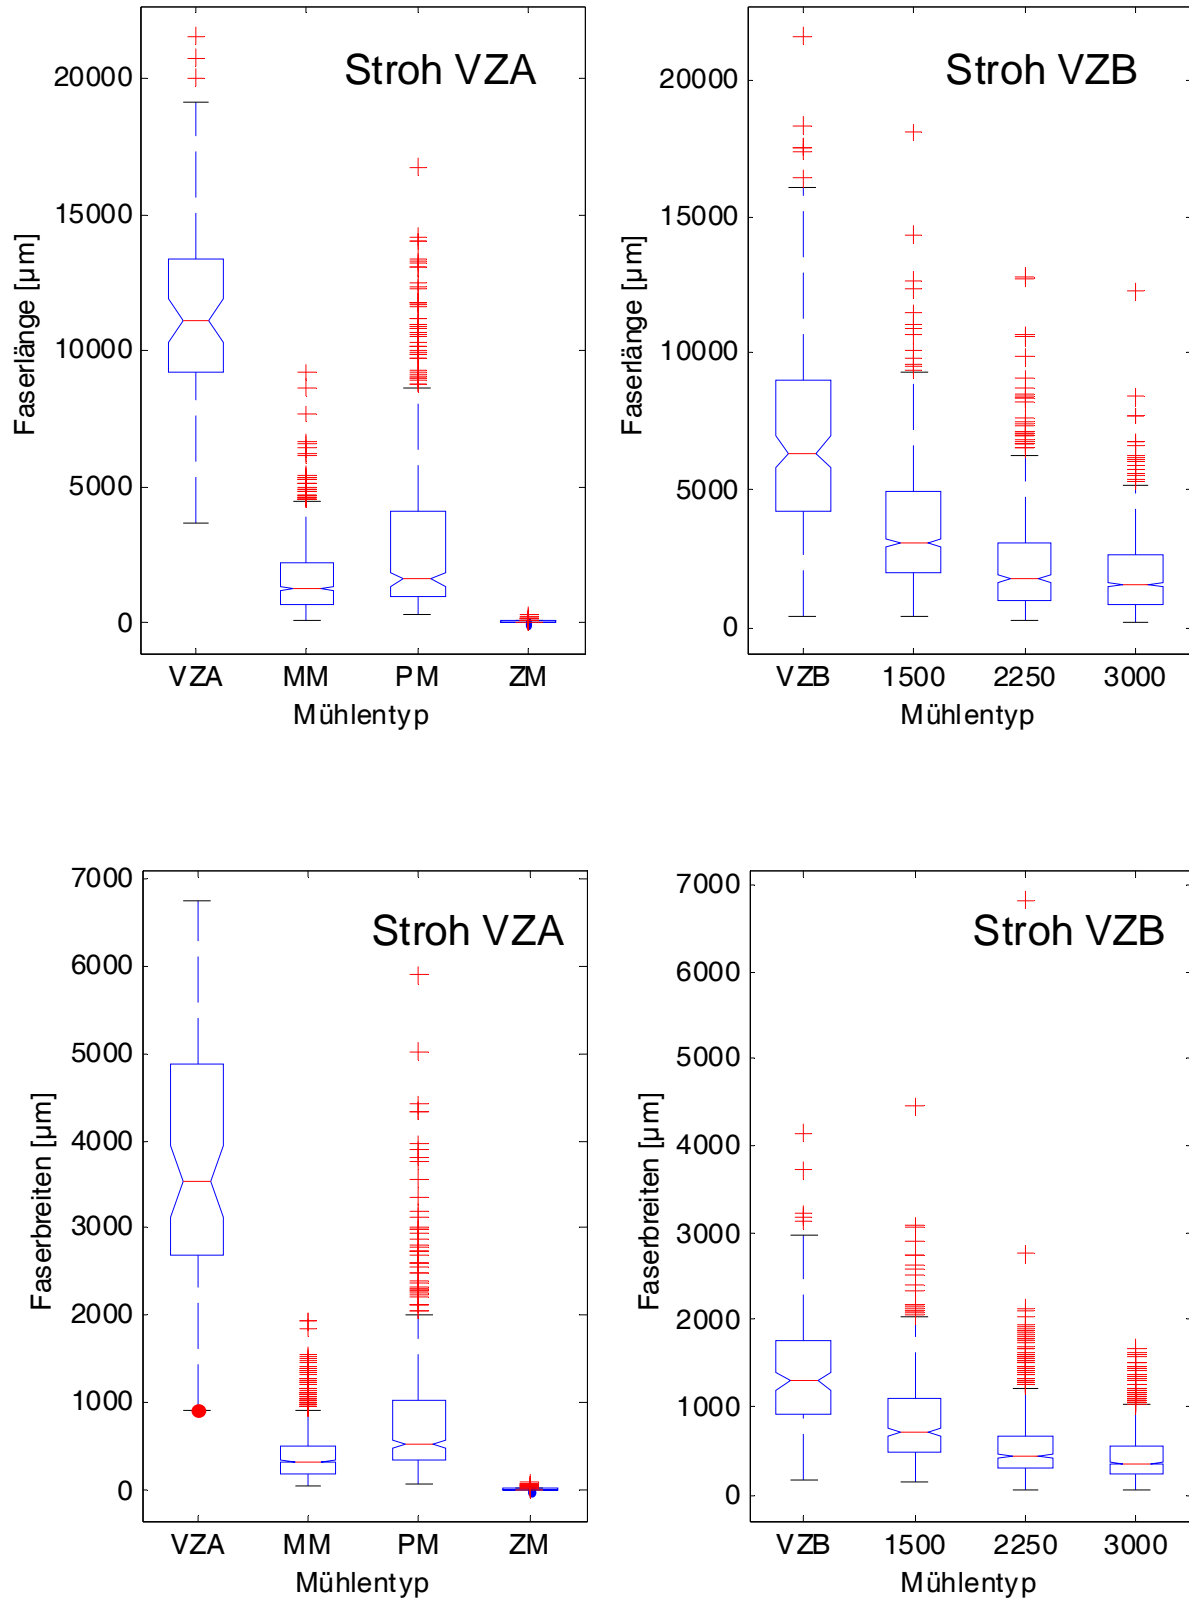 Stroh VZA
Faserlänge [µm]
20000
15000
10000
5000
0
VZA MM PM ZM
Mühlentyp
Stroh VZB
Faserlänge [µm]
20000
15000
10000
5000
0
VZB 1500 2250 3000
Mühlentyp
Stroh VZA
Faserbreiten [µm]
7000
6000
5000
4000
3000
2000
1000
0
VZA MM PM ZM
Mühlentyp
Stroh VZB
Faserbreiten [µm]
7000
6000
5000
4000
3000
2000
1000
0
VZB 1500 2250 3000
Mühlentyp